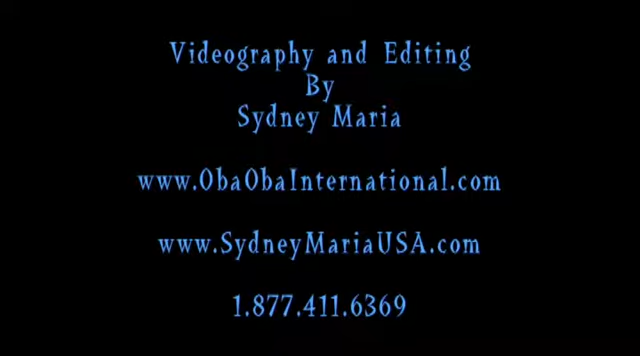 Videography and Editing
By
Sydney Maria
www.ObaObaInternational.com
www.SydneyMariaUSA.com
1.877.411.6369